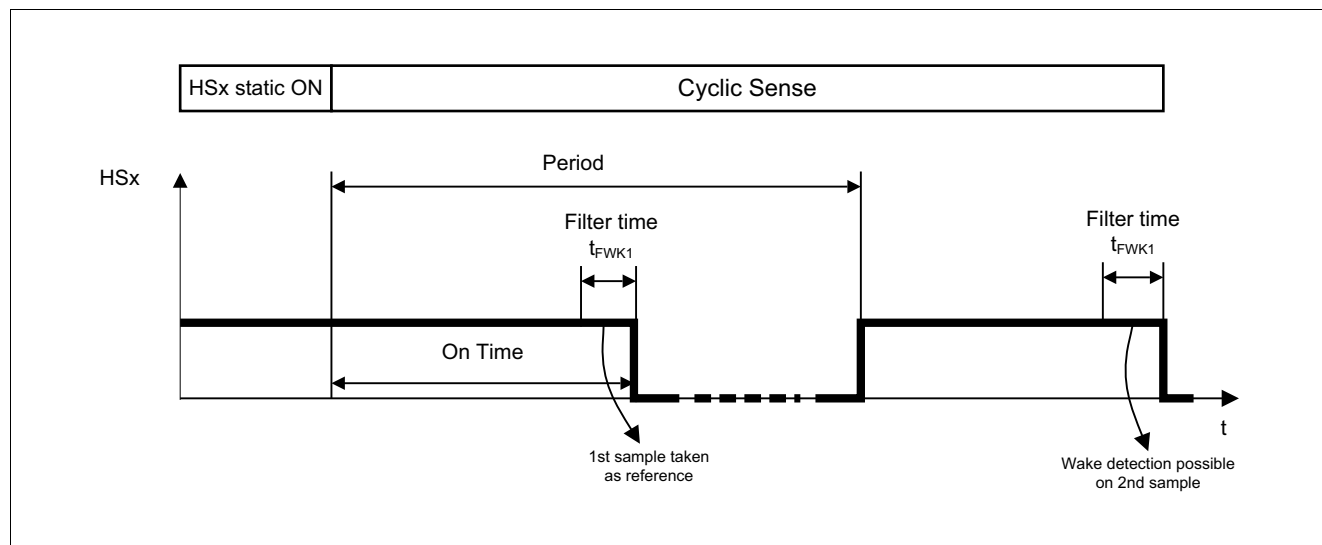 HSx static ON
Cyclic Sense
Period
HSx
Filter time
tFWK1
Filter time
tFWK1
On Time
t
1st sample taken
as reference
Wake detection possible
on 2nd sample